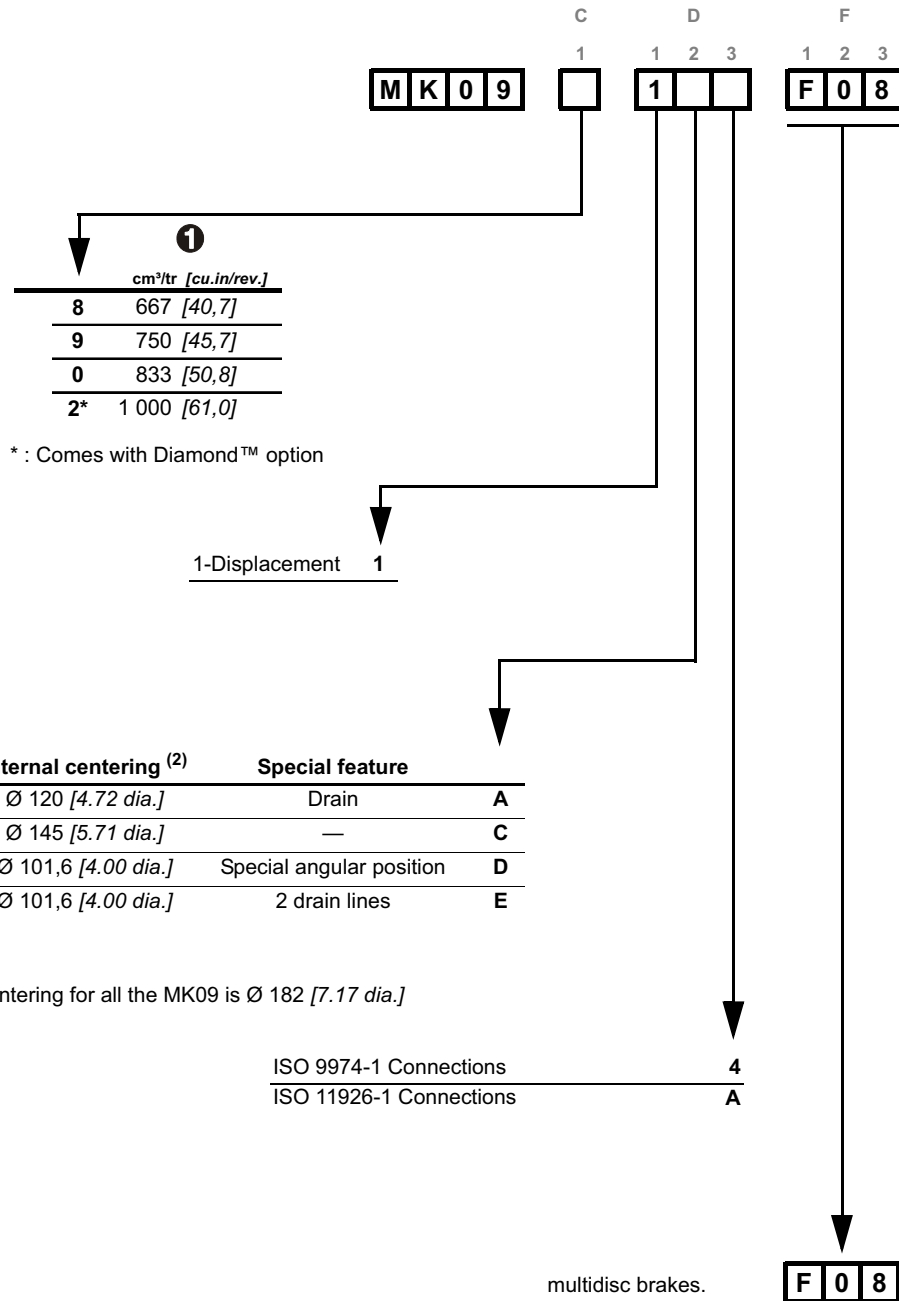 C D F
1 1 2 3 1 2 3
M K 0 9 1 F 0 8
1
cm³/tr [cu.in/rev.]
8 667 [40,7]
9 750 [45,7]
0 833 [50,8]
2* 1 000 [61,0]
* : Comes with Diamond™ option
1-Displacement 1
centering (2) Special feature
Ø 120 [4.72 dia.] Drain A
Ø 145 [5.71 dia.] — C
Ø 101,6 [4.00 dia.] Special angular position D
Ø 101,6 [4.00 dia.] 2 drain lines E
for all the MK09 is Ø 182 [7.17 dia.]
ISO 9974-1 Connections 4
ISO 11926-1 Connections A
multidisc brakes. F 0 8